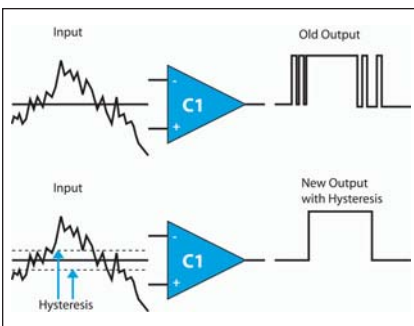 Input
Old Output
-
C1
+
Input
New Output
with Hysteresis
-
C1
+
Hysteresis